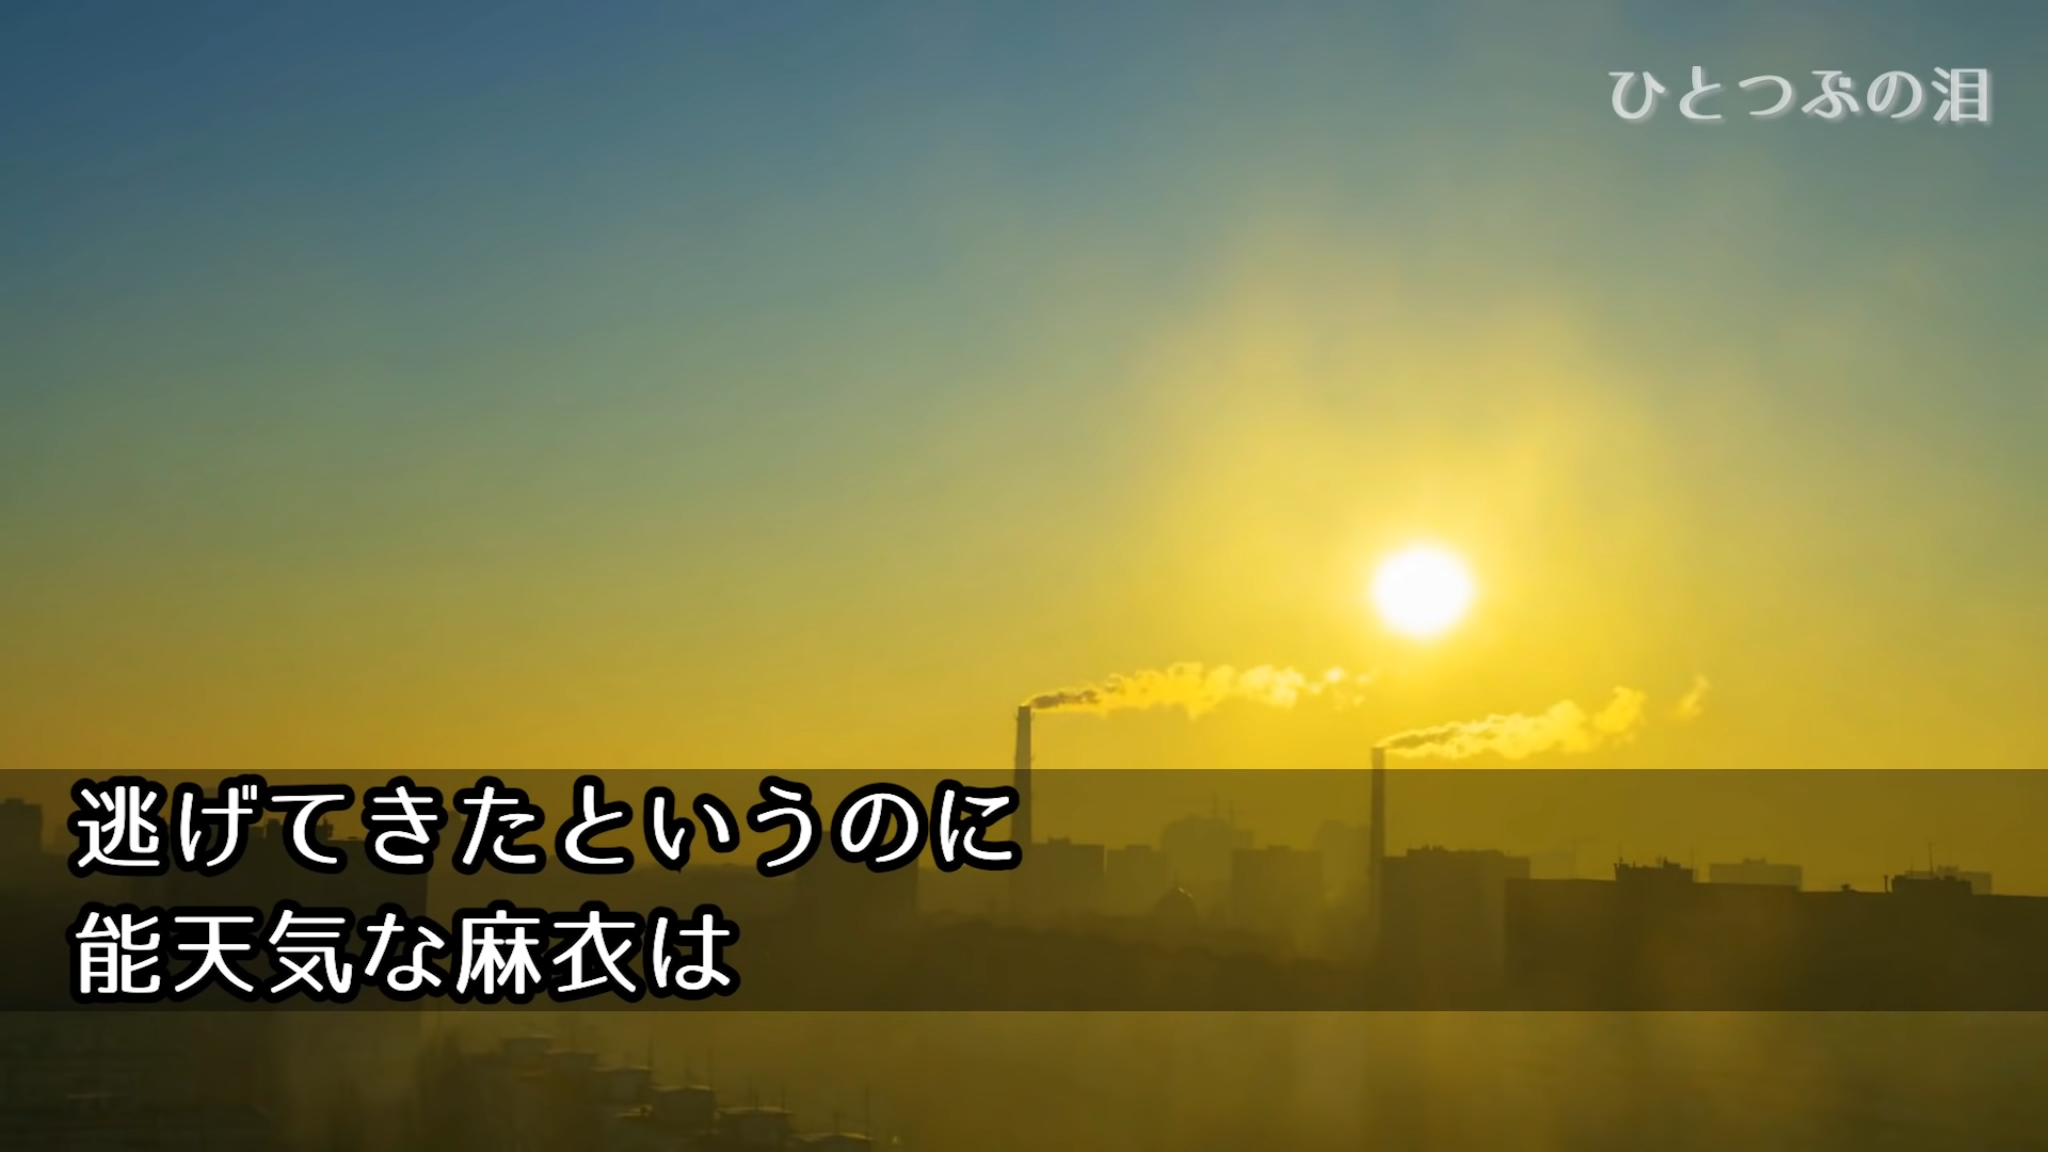 ひとつぶの泪
逃げてきたというのに
能天気な麻衣は